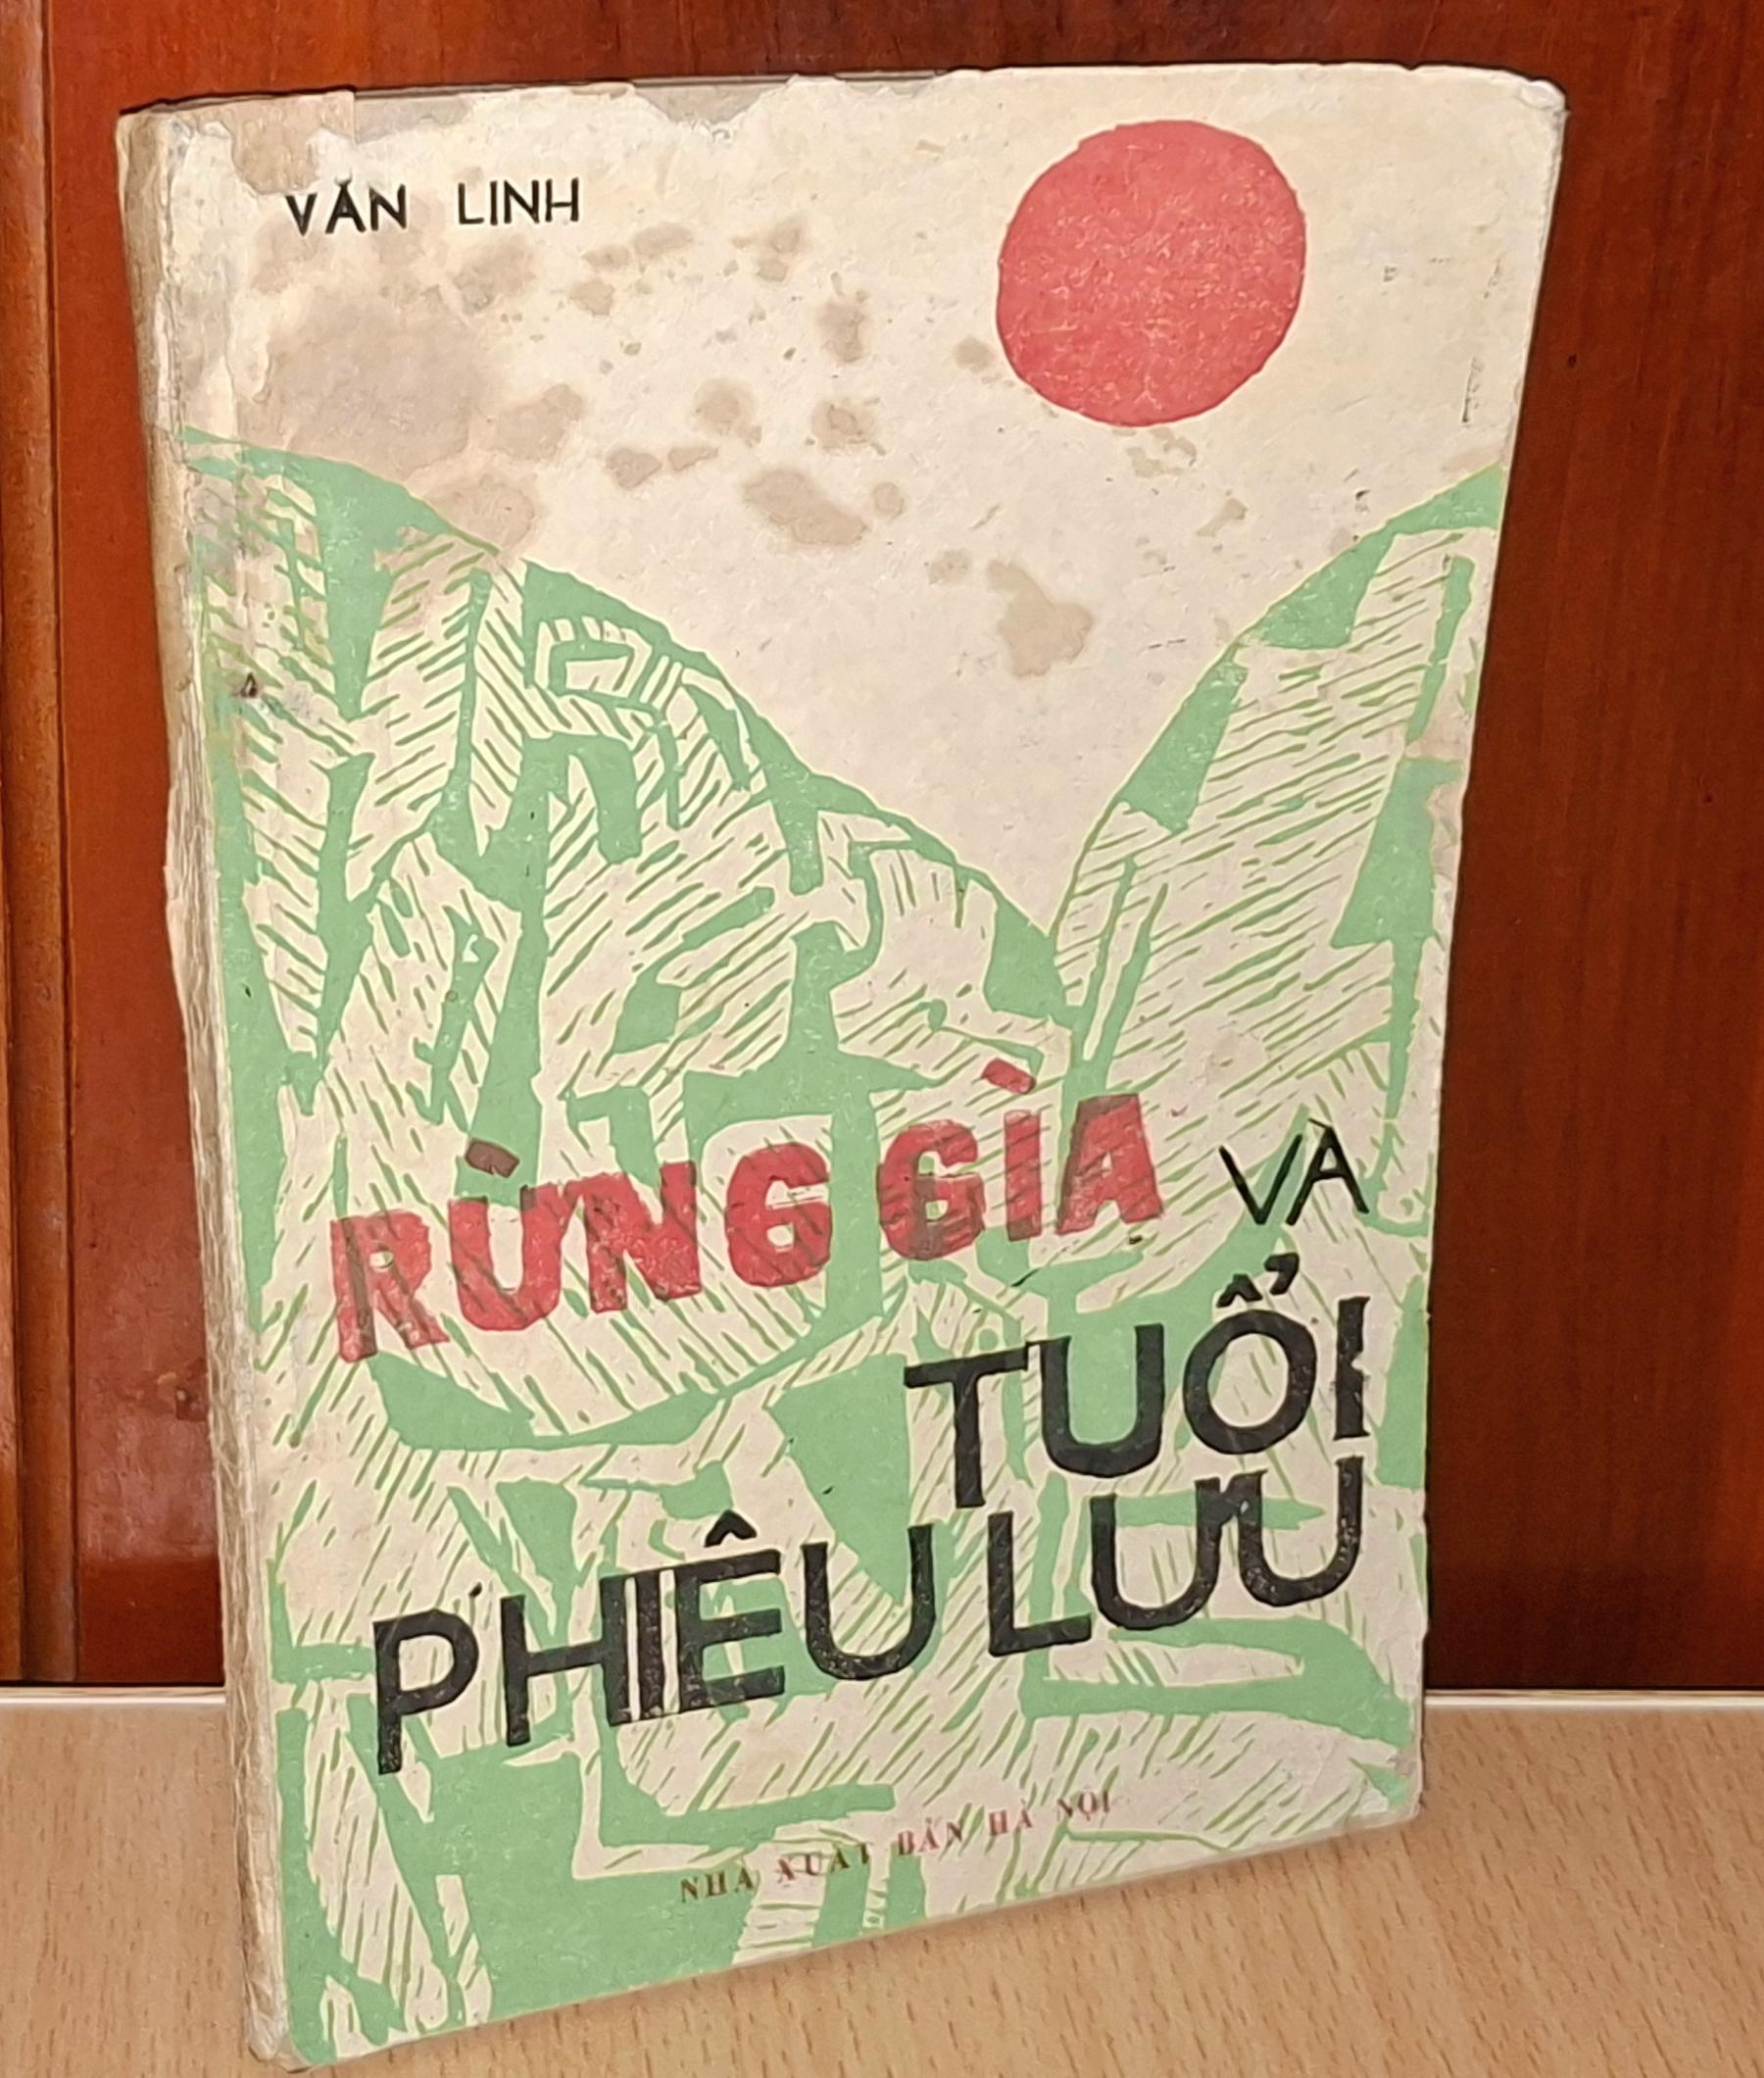 VĂN LINH
RỪNG GÌA VÀ
TUỔI
PHIÊU LƯU
NHÀ XUẤT BẢN HÀ NỘI